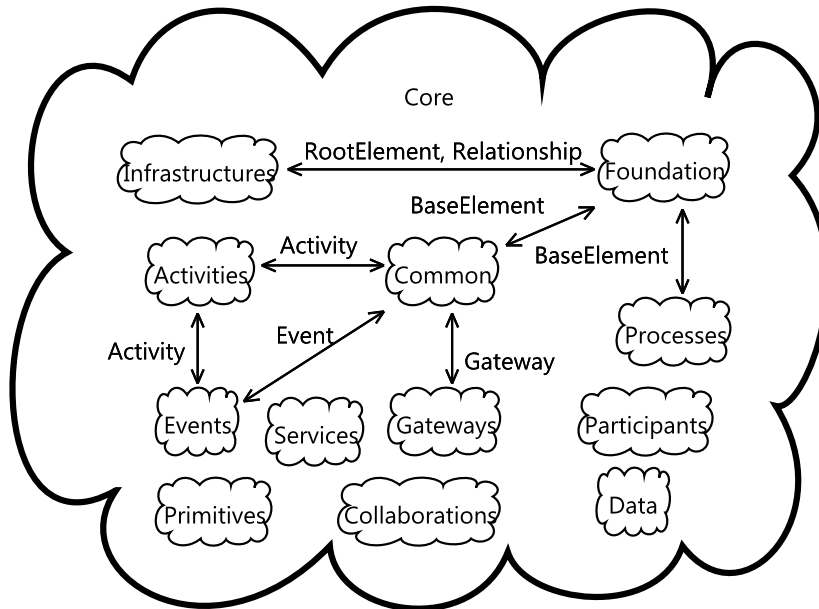 Core
RootElement, Relationship
Infrastructures
Foundation
BaseElement
Activity
BaseElement
Activities
Common
Event
Processes
Activity
Gateway
Events
Services
Gateways
Participants
Primitives
Collaborations
Data